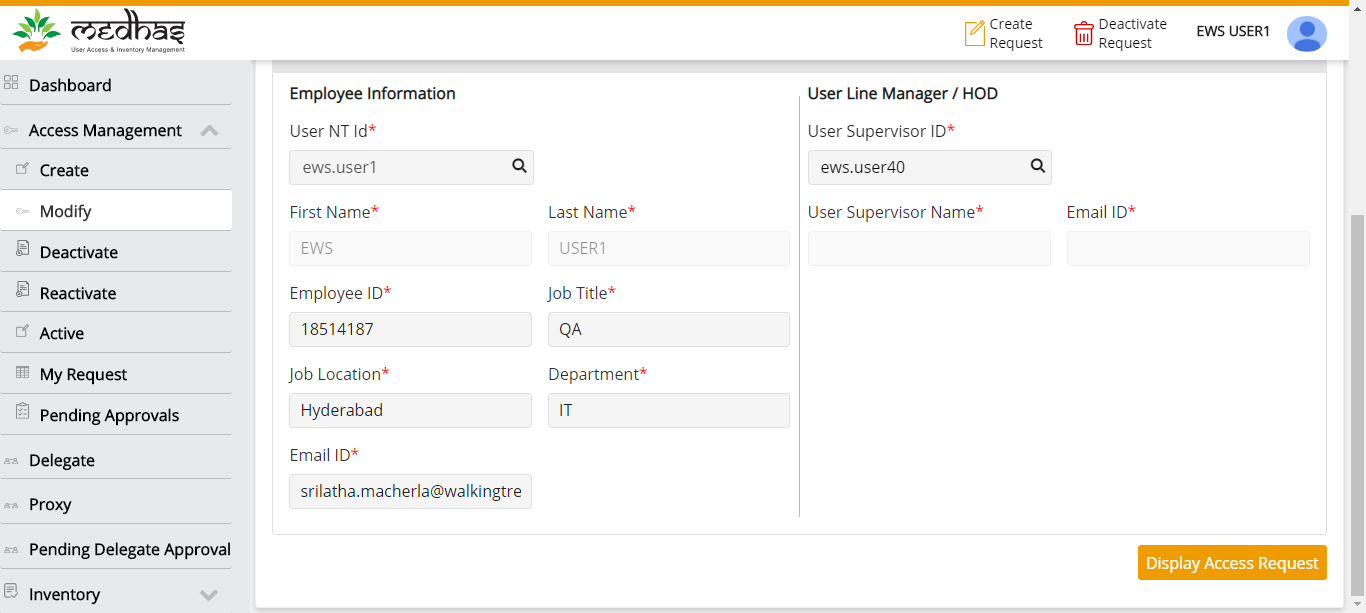 medhas
User Access & Inventory Management
Create
Request
Deactivate
Request
EWS USER1
Dashboard
Access Management
Create
Modify
Deactivate
Reactivate
Active
My Request
Pending Approvals
Delegate
Proxy
Pending Delegate Approval
Inventory
Employee Information
User NT Id*
ews.user1
First Name* Last Name*
EWS USER1
Employee ID* Job Title*
18514187 QA
Job Location* Department*
Hyderabad IT
Email ID*
srilatha.macherla@walkingtre
User Line Manager / HOD
User Supervisor ID*
ews.user40
User Supervisor Name* Email ID*
Display Access Request